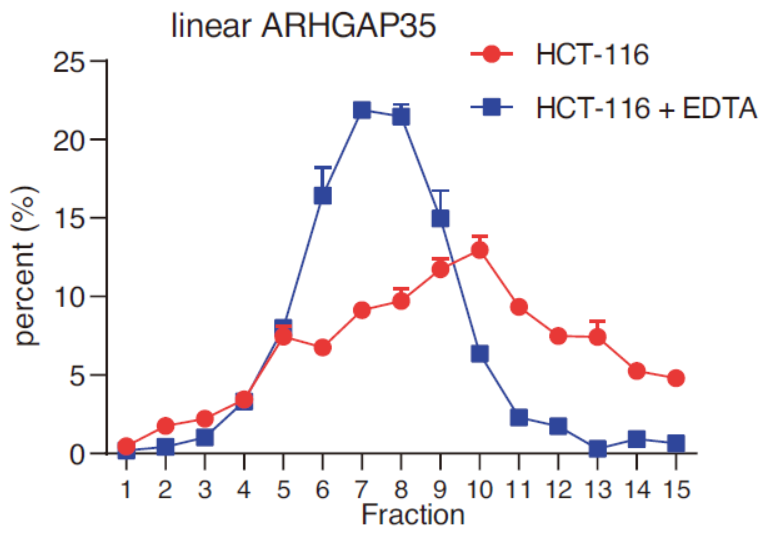 linear ARHGAP35
HCT-116
HCT-116 + EDTA
percent (%)
25
20
15
10
5
0
1 2 3 4 5 6 7 8 9 10 11 12 13 14 15
Fraction